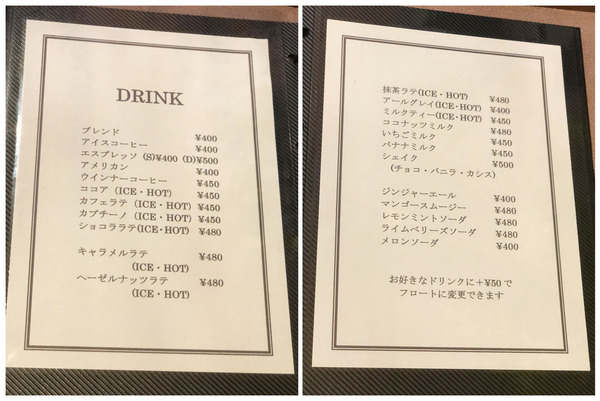 DRINK
ブレンド ¥400
アイスコーヒー ¥400
エスプレッソ (S)¥400 (D)¥500
アメリカン ¥400
ウインナーコーヒー ¥450
ココア（ICE・HOT) ¥450
カフェラテ（ICE・HOT) ¥450
カプチーノ（ICE・HOT) ¥450
ショコララテ(ICE・HOT) ¥480
キャラメルラテ ¥480
(ICE・HOT)
ヘーゼルナッツラテ ¥480
(ICE・HOT)
抹茶ラテ(ICE・HOT) ¥480
アールグレイ(ICE・HOT) ¥400
ミルクティー(ICE・HOT) ¥450
ココナッツミルク ¥480
いちごミルク ¥450
バナナミルク ¥450
シェイク ¥500
(チョコ・バニラ・カシス)
ジンジャーエール ¥400
マンゴースムージー ¥480
レモンミントソーダ ¥480
ライムベリーズソーダ ¥480
メロンソーダ ¥400
お好きなドリンクに＋¥50で
フロートに変更できます